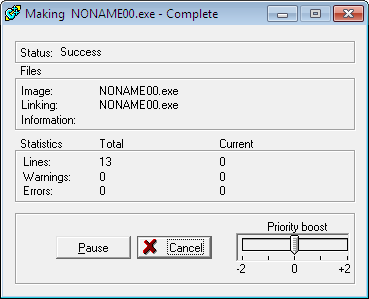 Making NONAME00.exe - Complete
Status: Success
Files
Image: NONAME00.exe
Linking: NONAME00.exe
Information:
Statistics Total Current
Lines: 13 0
Warnings: 0 0
Errors: 0 0
Priority boost
Pause Cancel
-2 0 +2